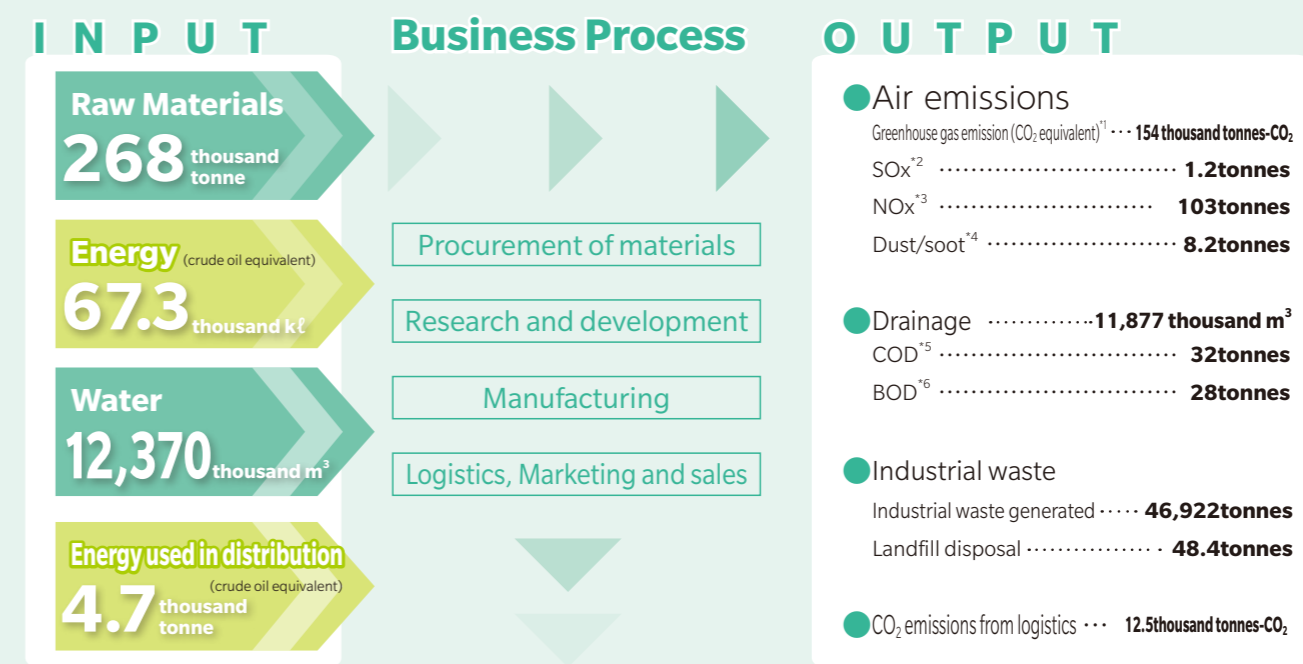 INPUT
Raw Materials
268 thousand
tonne
Energy (crude oil equivalent)
67.3 thousand kℓ
Water
12,370 thousand m³
Energy used in distribution
(crude oil equivalent)
4.7 thousand
tonne
Business Process
Procurement of materials
Research and development
Manufacturing
Logistics, Marketing and sales
OUTPUT
●Air emissions
Greenhouse gas emission (CO₂ equivalent)*1 ··· 154 thousand tonnes-CO₂
SOx*2 ······························ 1.2tonnes
NOx*3 ··························· 103tonnes
Dust/soot*4 ························ 8.2tonnes
●Drainage ··············11,877 thousand m³
COD*5 ······························ 32tonnes
BOD*6 ······························ 28tonnes
●Industrial waste
Industrial waste generated ····· 46,922tonnes
Landfill disposal ················· 48.4tonnes
●CO₂ emissions from logistics ··· 12.5thousand tonnes-CO₂